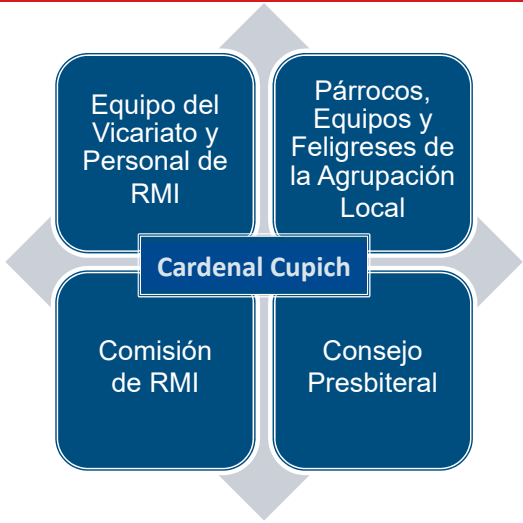 Equipo del
Vicariato y
Personal de
RMI
Párrocos,
Equipos y
Feligreses de
la Agrupación
Local
Cardenal Cupich
Comisión
de RMI
Consejo
Presbiteral